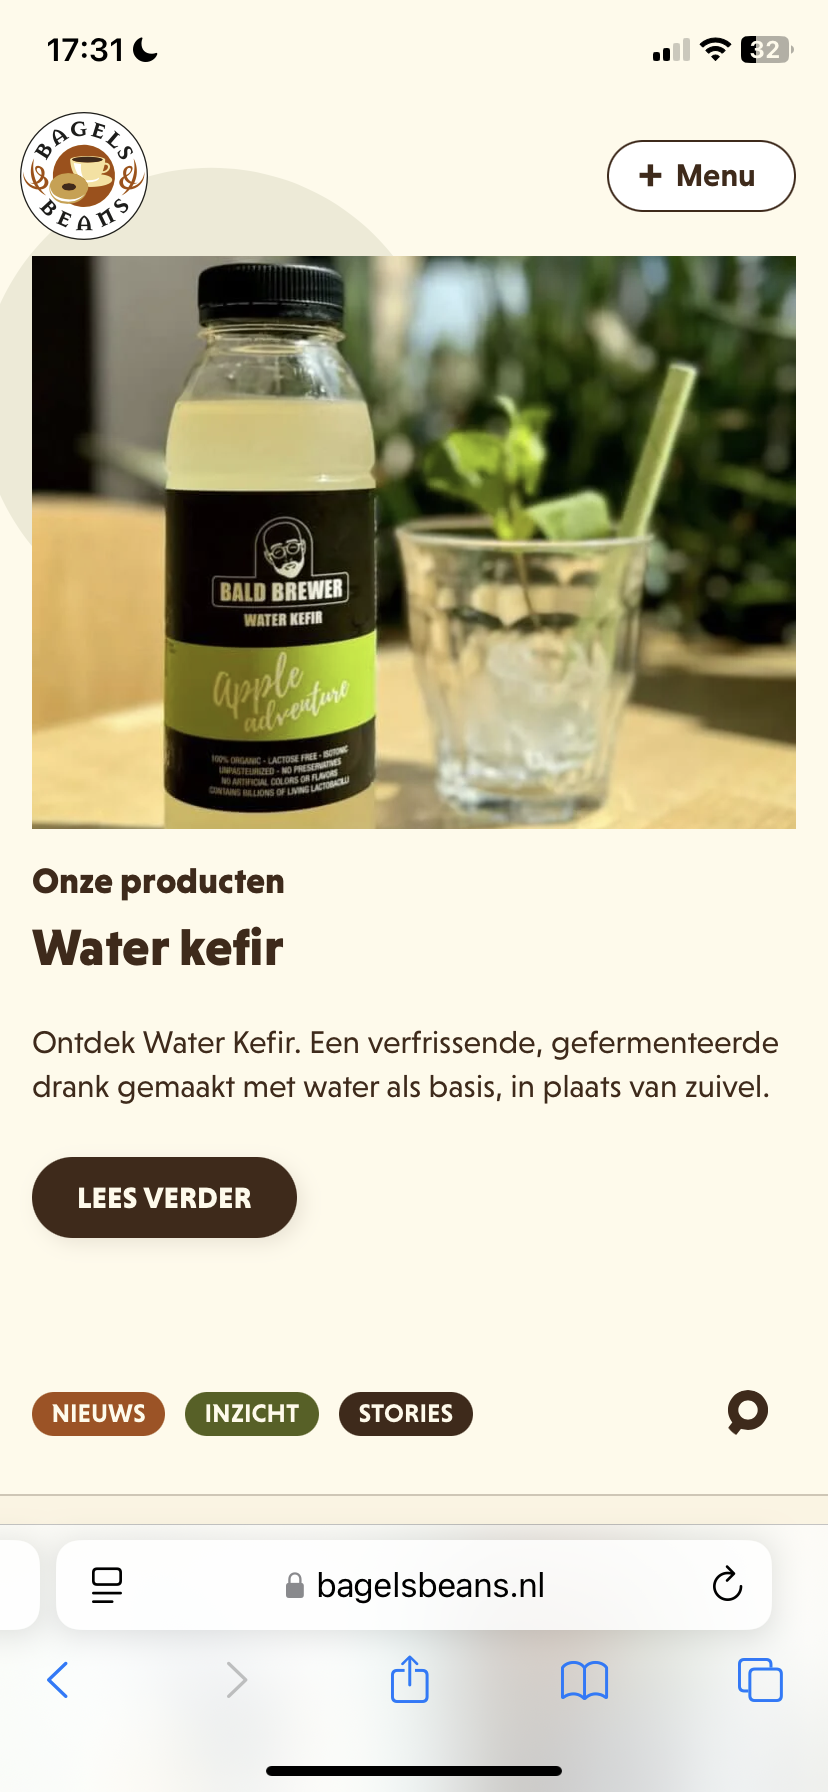 17:31
32
BAGELS
& &
BEANS
+ Menu
BALD BREWER
WATER KEFIR
apple
adventure
100% ORGANIC - LACTOSE FREE - ISOTONIC
UNPASTEURIZED - NO PRESERVATIVES
NO ARTIFICIAL COLORS OR FLAVORS
CONTAINS BILLIONS OF LIVING LACTOBACILLI
Onze producten
Water kefir
Ontdek Water Kefir. Een verfrissende, gefermenteerde
drank gemaakt met water als basis, in plaats van zuivel.
LEES VERDER
NIEUWS INZICHT STORIES
bagelsbeans.nl